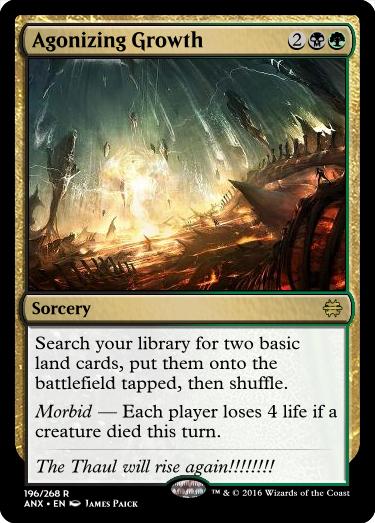 Agonizing Growth 2
Sorcery
Search your library for two basic
land cards, put them onto the
battlefield tapped, then shuffle.
Morbid — Each player loses 4 life if a
creature died this turn.
The Thaul will rise again!!!!!!!!
196/268 R
ANX • EN James Paick
™ & © 2016 Wizards of the Coast